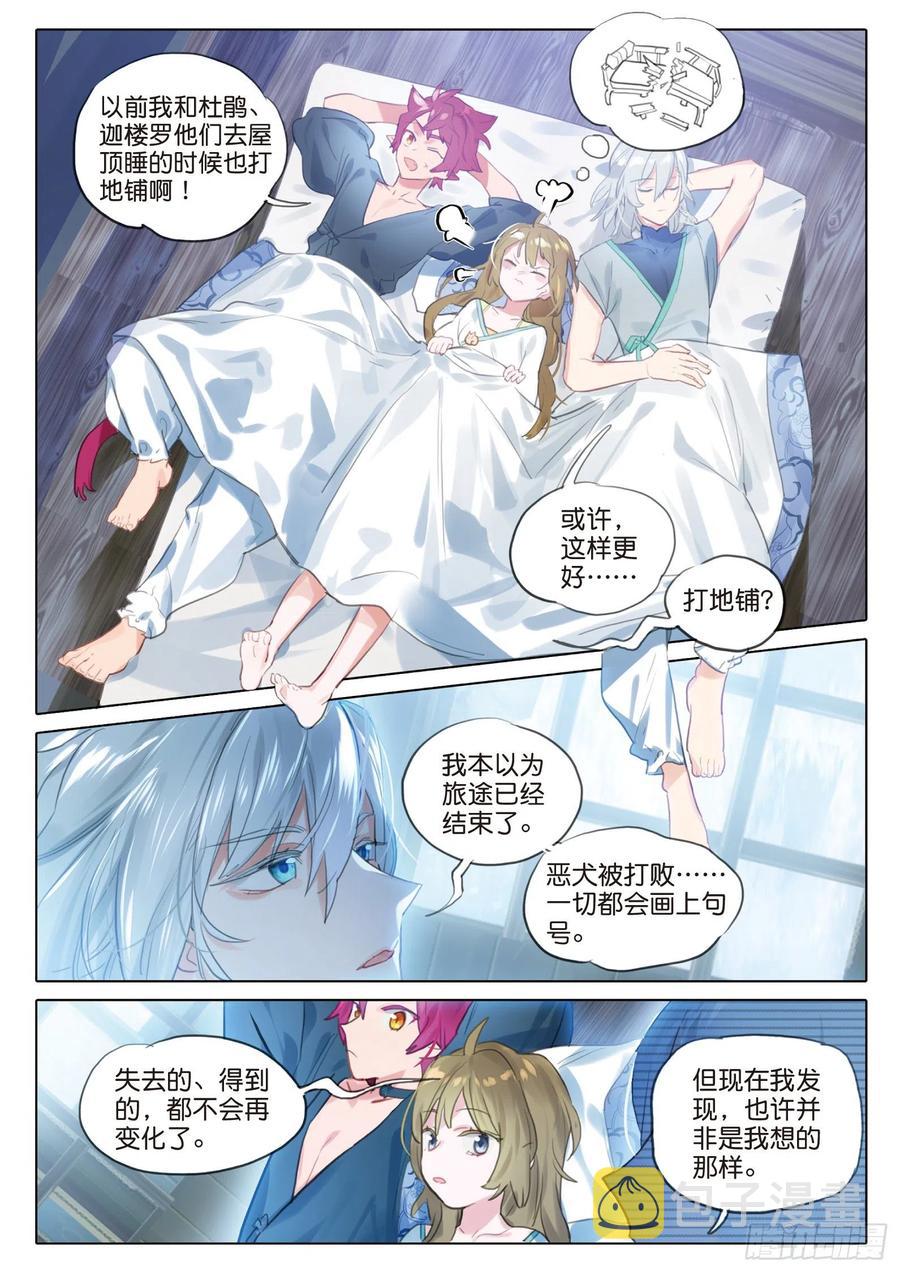 以前我和杜鹃、
迦楼罗他们去屋
顶睡的时候也打
地铺啊！
或许，
这样更
好……
打地铺?
我本以为
旅途已经
结束了。
恶犬被打败……
一切都会画上句
号。
失去的、得到
的，都不会再
变化了。
但现在我发
现，也许并
非是我想的
那样。
包子漫畫
腾讯动漫